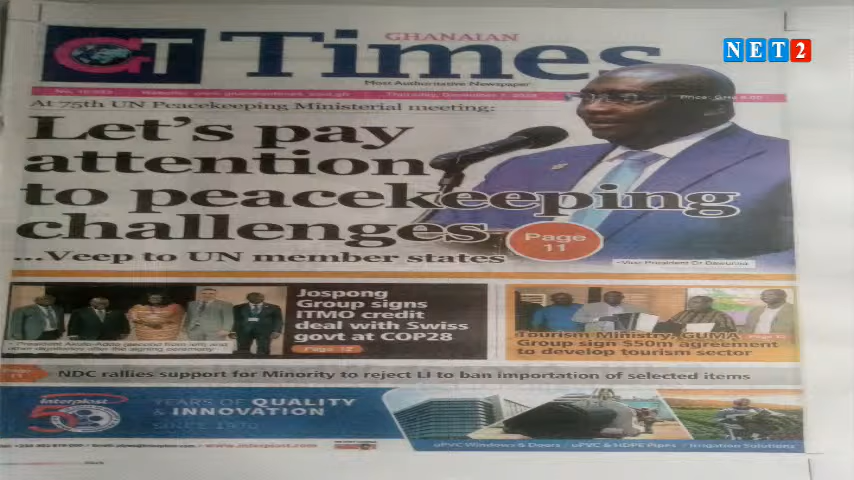 GT
GHANAIAN
Times
NET2
Most Authoritative Newspaper
At 75th UN Peacekeeping Ministerial meeting:
Let's pay
attention
to peacekeeping
challenges
...Veep to UN member states
Page
11
Jospong
Group signs
ITMO credit
deal with Swiss
govt at COP28
Page 12
Tourism Ministry, GUMA
Group sign $50m agreement
to develop tourism sector
NDC rallies support for Minority to reject LI to ban importation of selected items
interplast
50
YEARS OF QUALITY
& INNOVATION
SINCE 1970
uPVC Windows & Doors / uPVC & HDPE Pipes / Irrigation Solutions